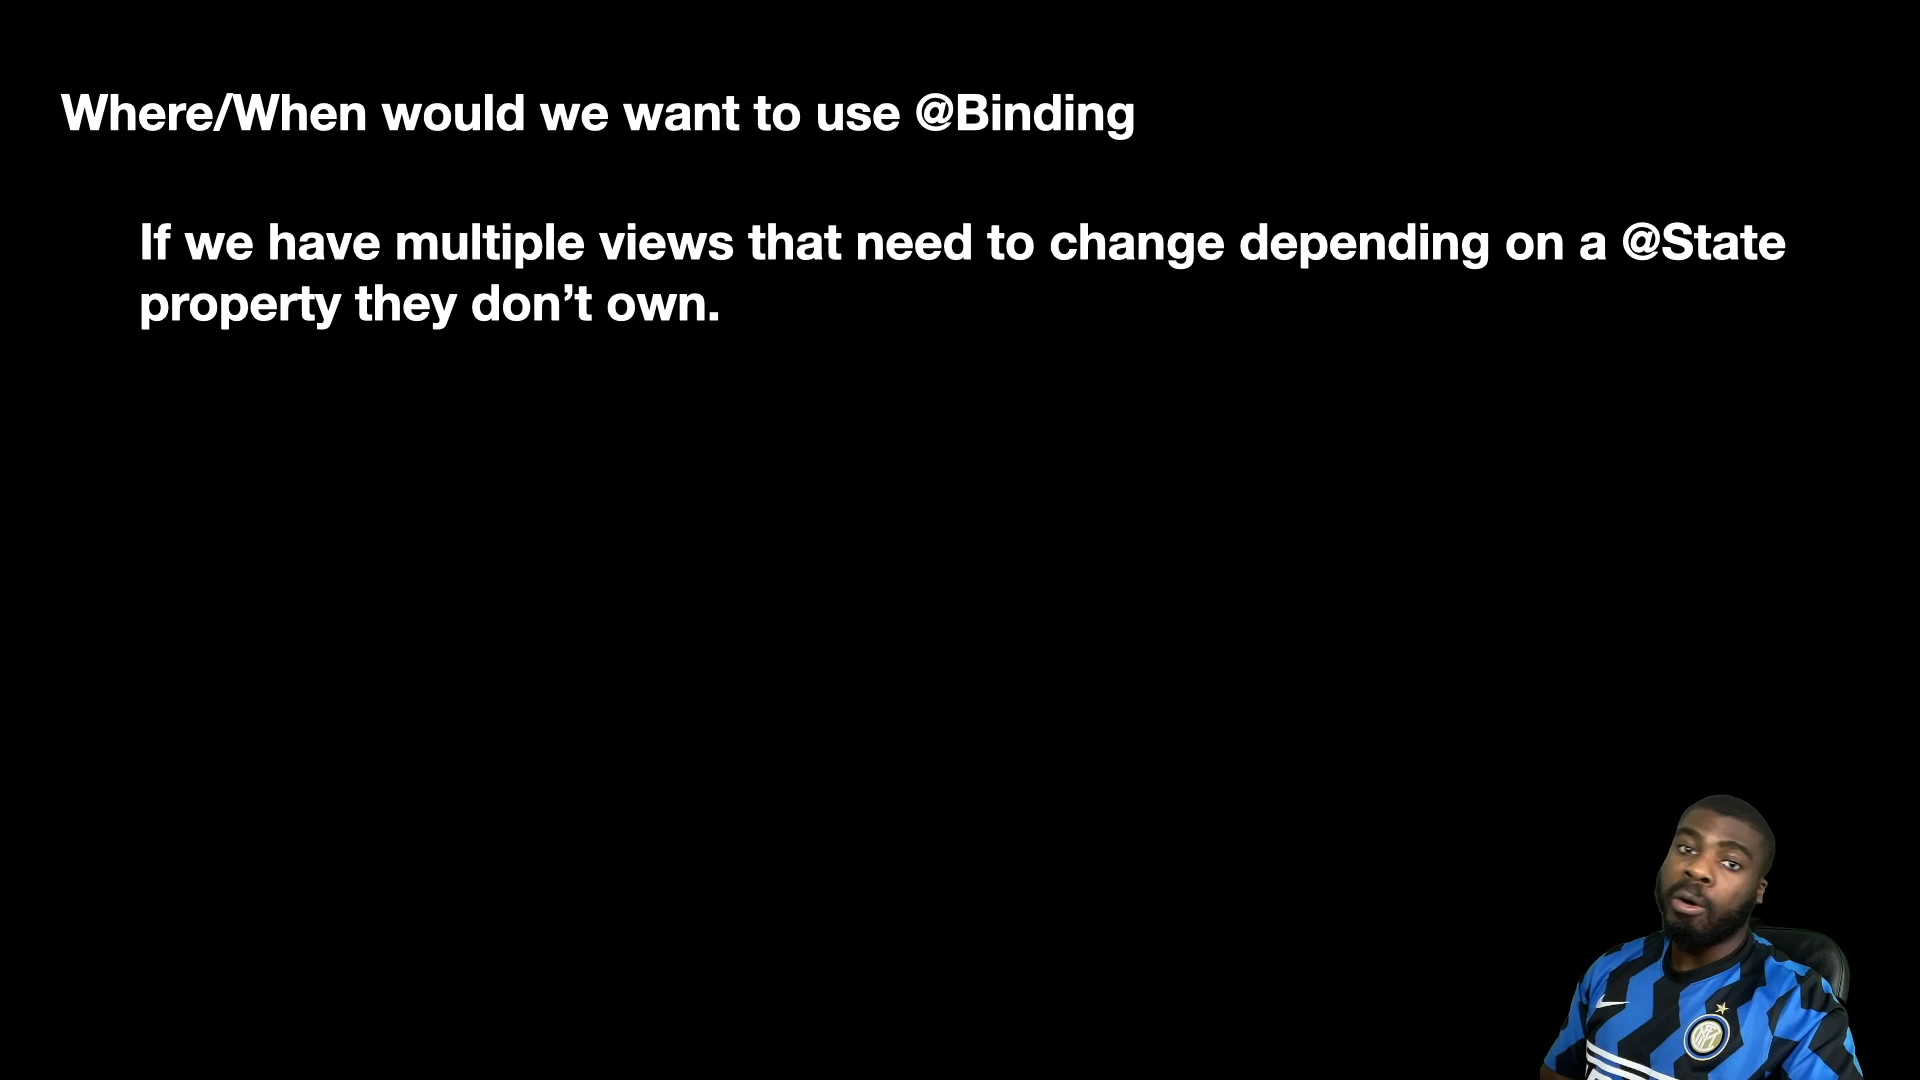 Where/When would we want to use @Binding
If we have multiple views that need to change depending on a @State
property they don’t own.